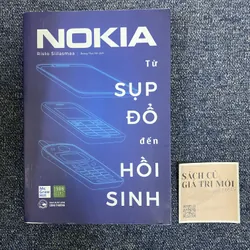 NOKIA
Risto Siilasmaa
Từ
SỤP
ĐỔ
đến
HỒI
SINH
SÁCH CŨ
GIÁ TRỊ MỚI